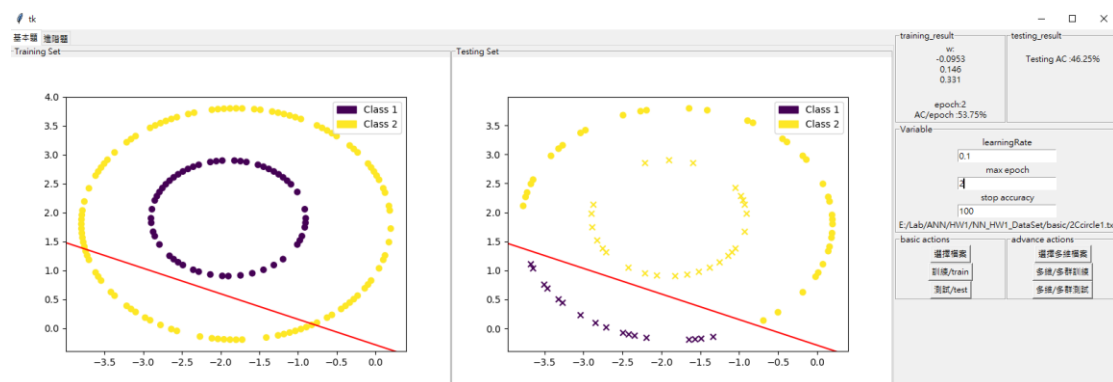 tk
基本題 進階題
Training Set
Class 1
Class 2
4.0
3.5
3.0
2.5
2.0
1.5
1.0
0.5
0.0
-3.5 -3.0 -2.5 -2.0 -1.5 -1.0 -0.5 0.0
Testing Set
Class 1
Class 2
4.0
3.5
3.0
2.5
2.0
1.5
1.0
0.5
0.0
-3.5 -3.0 -2.5 -2.0 -1.5 -1.0 -0.5 0.0
training_result
w:
-0.0953
0.146
0.331
epoch:2
AC/epoch :53.75%
testing_result
Testing AC :46.25%
Variable
learningRate
0.1
max epoch
2
stop accuracy
100
E:/Lab/ANN/HW1/NN_HW1_DataSet/basic/2Ccircle1.tx
basic actions
選擇檔案
訓練/train
測試/test
advance actions
選擇多維檔案
多維/多群訓練
多維/多群測試